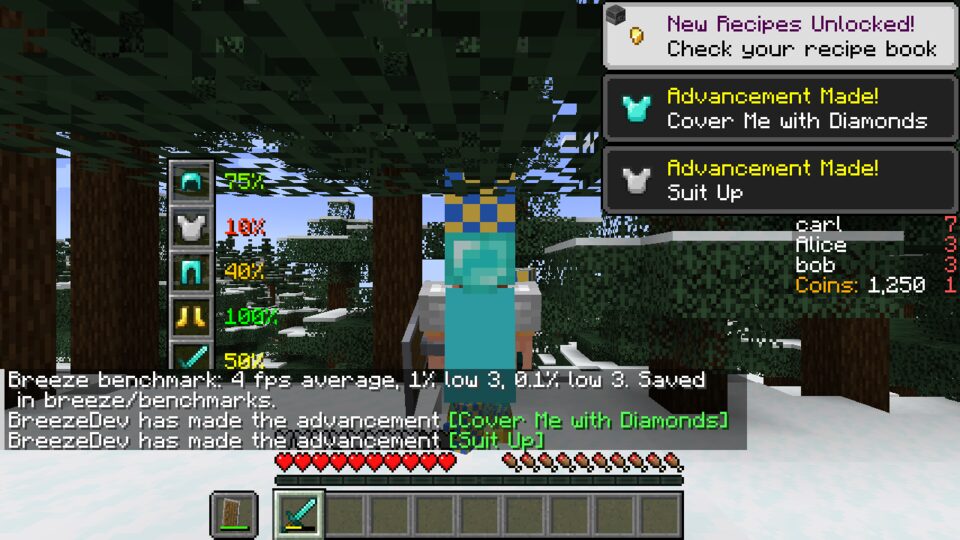 New Recipes Unlocked!
Check your recipe book
Advancement Made!
Cover Me with Diamonds
Advancement Made!
Suit Up
75%
10%
40%
100%
50%
carl 7
Alice 3
bob 3
Coins: 1,250 1
Breeze benchmark: 4 fps average, 1% low 3, 0.1% low 3. Saved
in breeze/benchmarks.
BreezeDev has made the advancement [Cover Me with Diamonds]
BreezeDev has made the advancement [Suit Up]